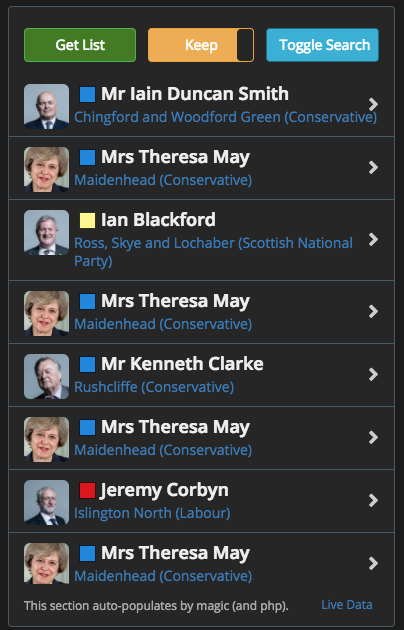 Get List Keep Toggle Search
Mr Iain Duncan Smith
Chingford and Woodford Green (Conservative)
Mrs Theresa May
Maidenhead (Conservative)
Ian Blackford
Ross, Skye and Lochaber (Scottish National
Party)
Mrs Theresa May
Maidenhead (Conservative)
Mr Kenneth Clarke
Rushcliffe (Conservative)
Mrs Theresa May
Maidenhead (Conservative)
Jeremy Corbyn
Islington North (Labour)
Mrs Theresa May
Maidenhead (Conservative)
This section auto-populates by magic (and php). Live Data